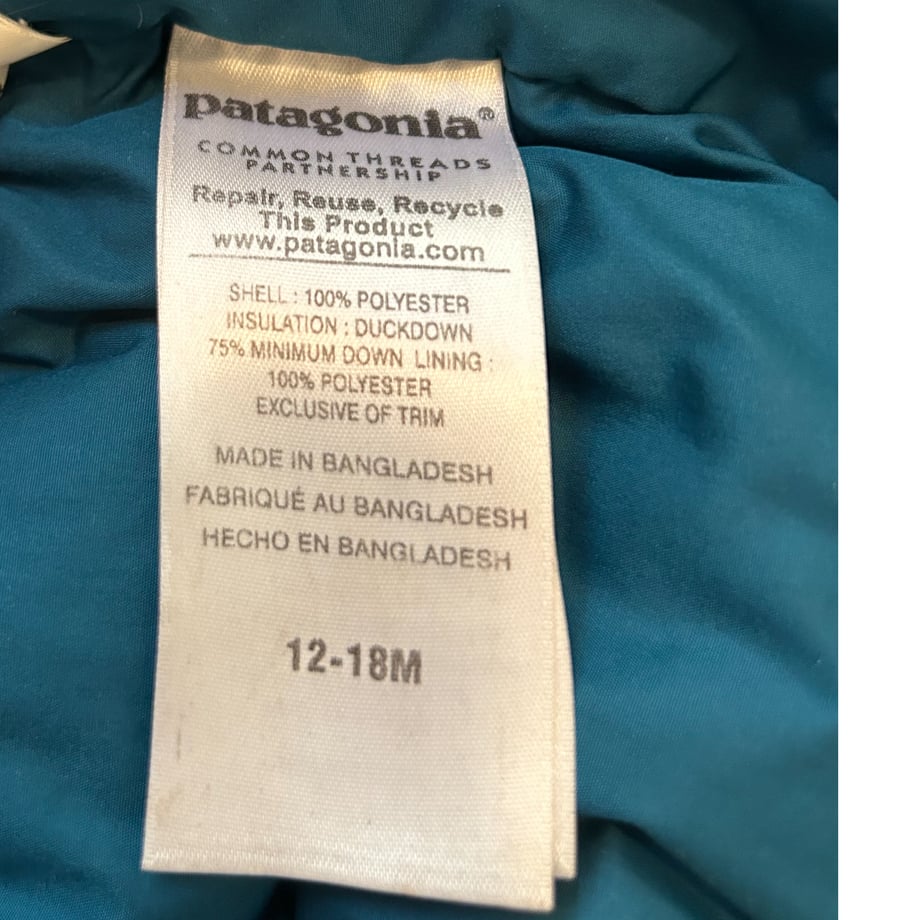 patagonia®
COMMON THREADS
PARTNERSHIP
Repair, Reuse, Recycle
This Product
www.patagonia.com
SHELL : 100% POLYESTER
INSULATION : DUCKDOWN
75% MINIMUM DOWN LINING :
100% POLYESTER
EXCLUSIVE OF TRIM
MADE IN BANGLADESH
FABRIQUÉ AU BANGLADESH
HECHO EN BANGLADESH
12-18M